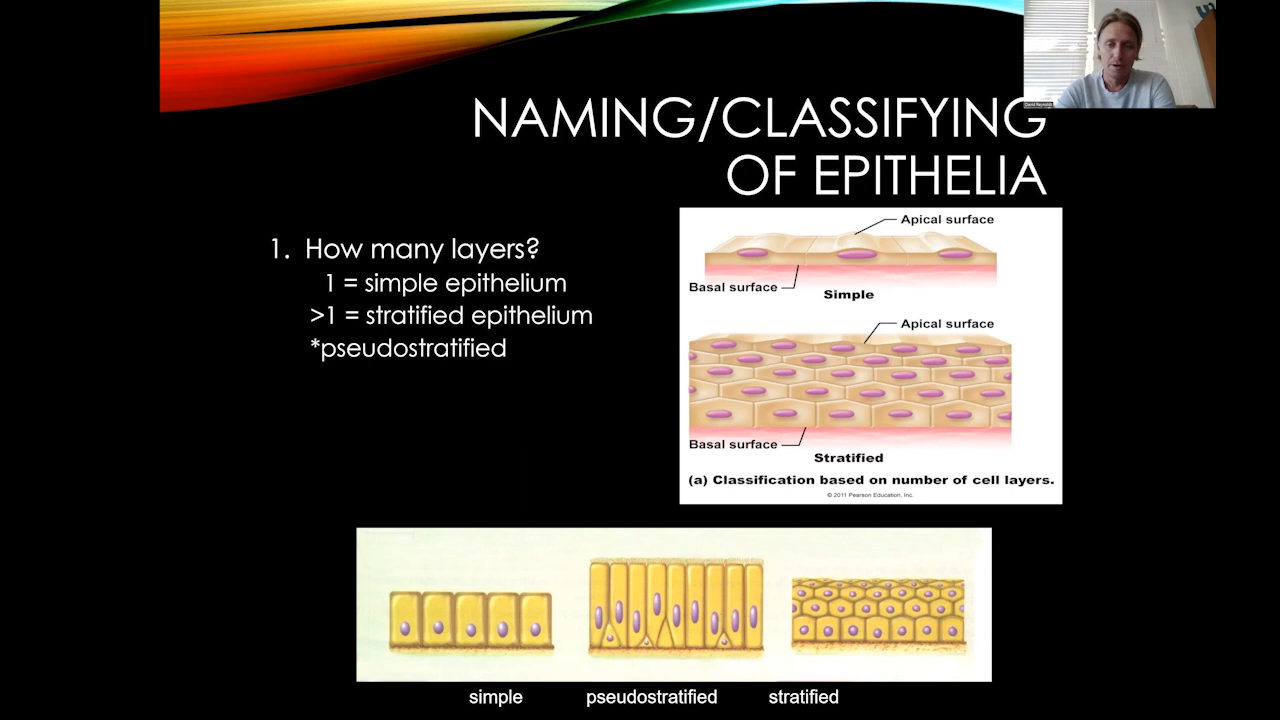 David Reynolds
NAMING/CLASSIFYING
OF EPITHELIA
1. How many layers?
1 = simple epithelium
>1 = stratified epithelium
*pseudostratified
Apical surface
Basal surface
Simple
Apical surface
Basal surface
Stratified
(a) Classification based on number of cell layers.
© 2011 Pearson Education, Inc.
simple pseudostratified stratified